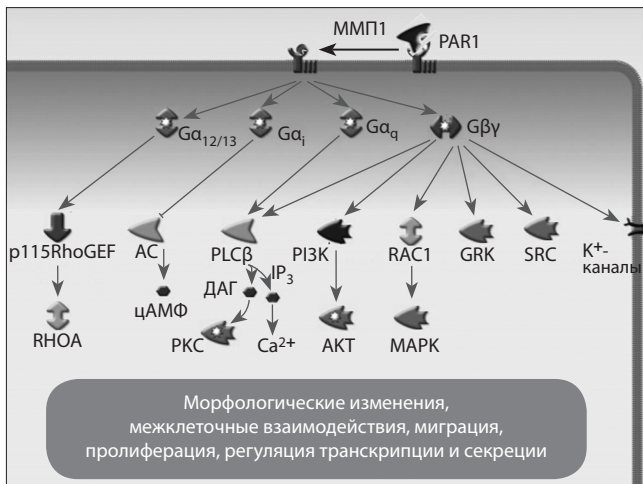 ММП1
PAR1
Gα12/13
Gαi
Gαq
Gβγ
p115RhoGEF
AC
PLCβ
PI3K
RAC1
GRK
SRC
K+-
каналы
ДАГ
IP3
цАМФ
RHOA
PKC
Ca2+
AKT
MAPK
Морфологические изменения,
межклеточные взаимодействия, миграция,
пролиферация, регуляция транскрипции и секреции